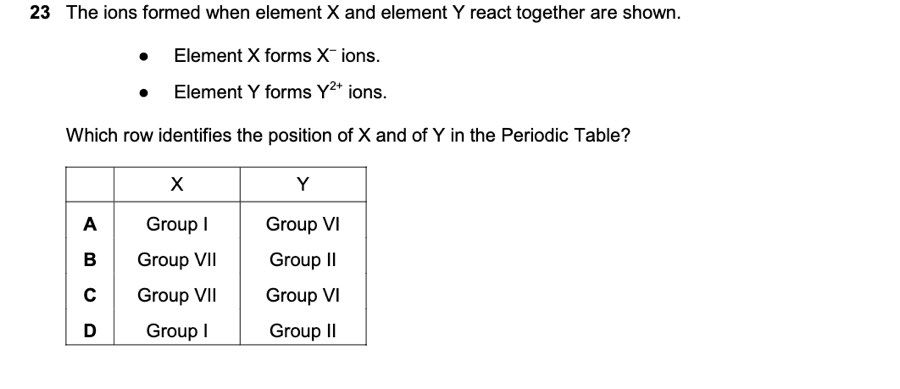 23 The ions formed when element X and element Y react together are shown.
• Element X forms X⁻ ions.
• Element Y forms Y²⁺ ions.
Which row identifies the position of X and of Y in the Periodic Table?
X Y
A Group I Group VI
B Group VII Group II
C Group VII Group VI
D Group I Group II